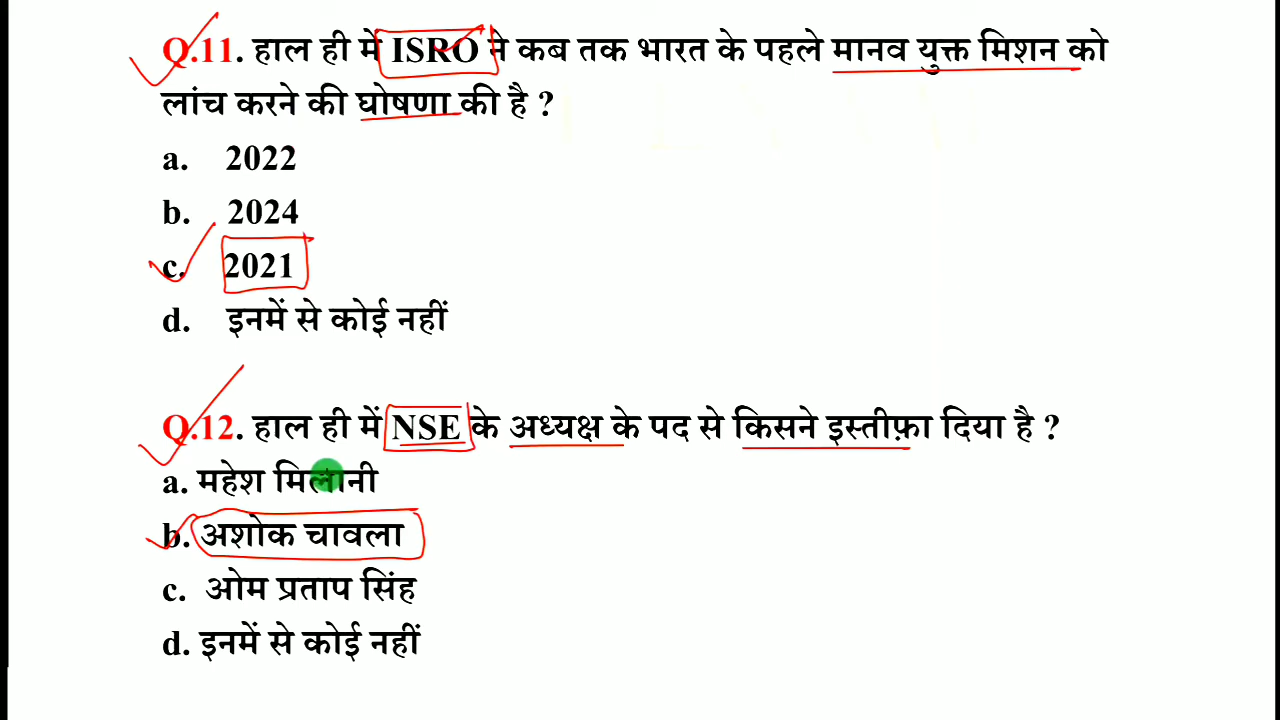 Q.11. हाल ही में ISRO ने कब तक भारत के पहले मानव युक्त मिशन को
लांच करने की घोषणा की है ?
a. 2022
b. 2024
c. 2021
d. इनमें से कोई नहीं
Q.12. हाल ही में NSE के अध्यक्ष के पद से किसने इस्तीफ़ा दिया है ?
a. महेश मिलानी
b. अशोक चावला
c. ओम प्रताप सिंह
d. इनमें से कोई नहीं